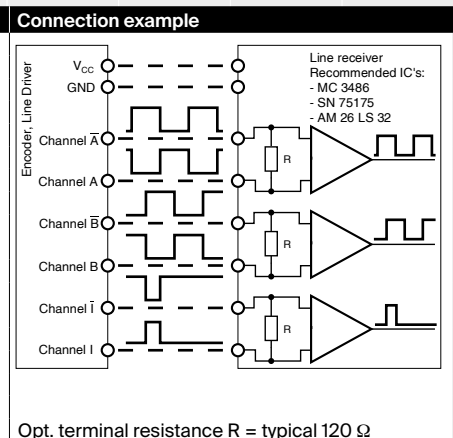 Connection example
Encoder, Line Driver
V_CC
GND
Channel A̅
Channel A
Channel B̅
Channel B
Channel I̅
Channel I
Line receiver
Recommended IC's:
- MC 3486
- SN 75175
- AM 26 LS 32
R
R
R
Opt. terminal resistance R = typical 120 Ω